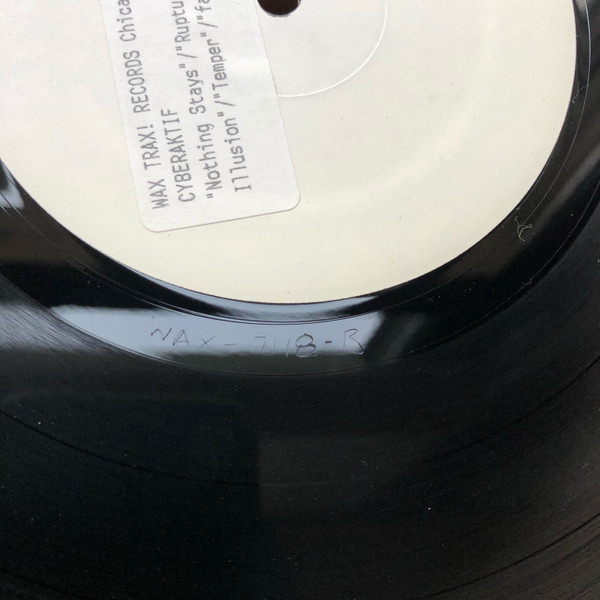 WAX TRAX! RECORDS Chica
CYBERAKTIF
"Nothing Stays"/"Ruptu
Illusion"/"Temper"/"fa
WAX-7118-B